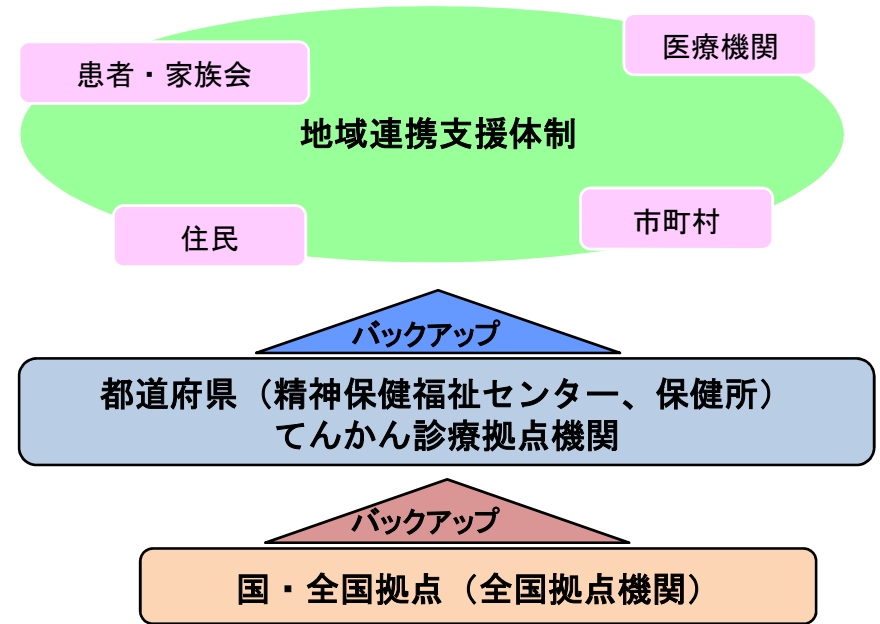 患者・家族会
医療機関
地域連携支援体制
住民
市町村
バックアップ
都道府県（精神保健福祉センター、保健所）
てんかん診療拠点機関
バックアップ
国・全国拠点（全国拠点機関）